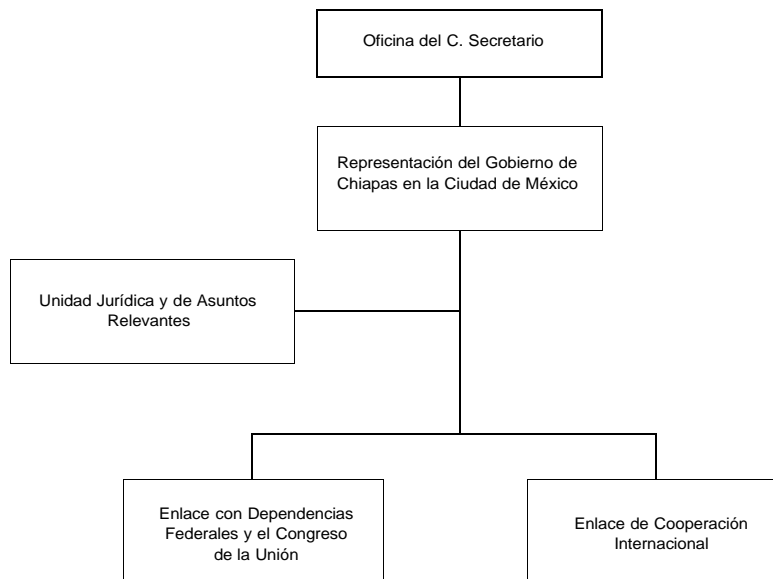 Oficina del C. Secretario
Representación del Gobierno de
Chiapas en la Ciudad de México
Unidad Jurídica y de Asuntos
Relevantes
Enlace con Dependencias
Federales y el Congreso
de la Unión
Enlace de Cooperación
Internacional